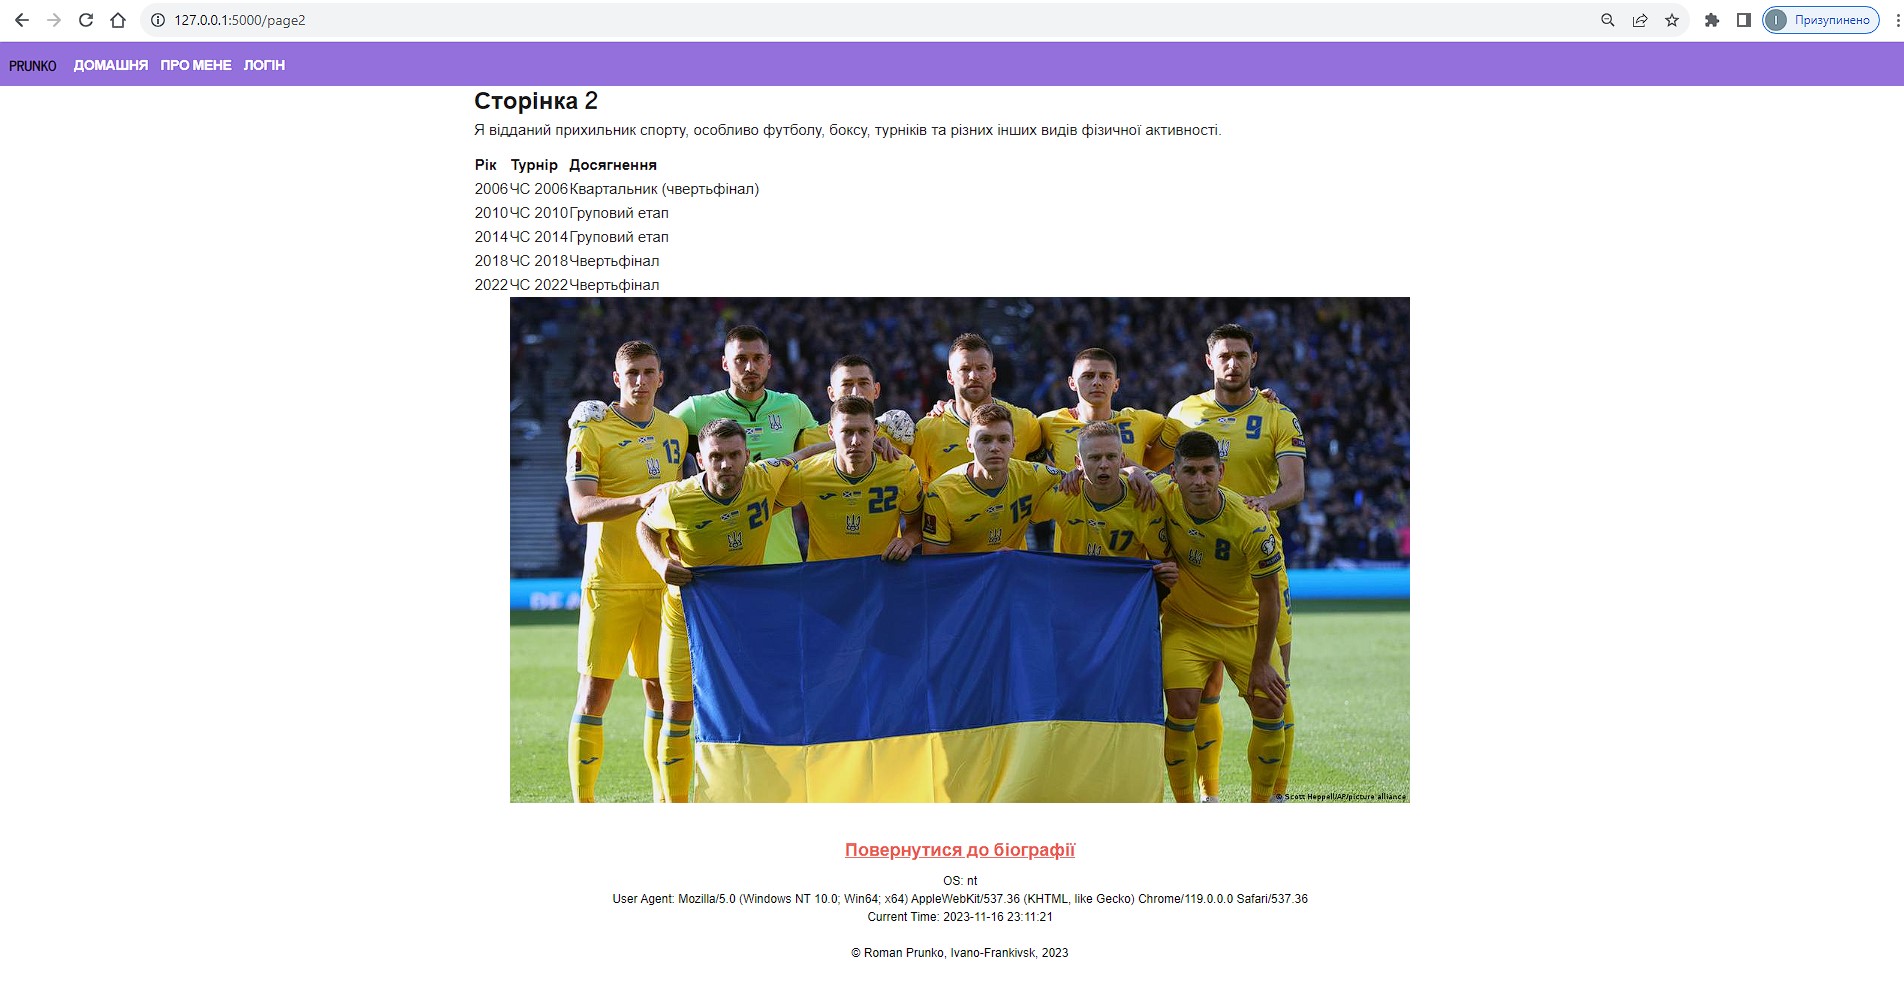 127.0.0.1:5000/page2
І Призупинено
PRUNKO ДОМАШНЯ ПРО МЕНЕ ЛОГІН
Сторінка 2
Я відданий прихильник спорту, особливо футболу, боксу, турніків та різних інших видів фізичної активності.
Рік Турнір Досягнення
2006 ЧС 2006 Квартальник (чвертьфінал)
2010 ЧС 2010 Груповий етап
2014 ЧС 2014 Груповий етап
2018 ЧС 2018 Чвертьфінал
2022 ЧС 2022 Чвертьфінал
13
9
6
21
22
15
17
8
© Scott Heppell/AP/picture alliance
Повернутися до біографії
OS: nt
User Agent: Mozilla/5.0 (Windows NT 10.0; Win64; x64) AppleWebKit/537.36 (KHTML, like Gecko) Chrome/119.0.0.0 Safari/537.36
Current Time: 2023-11-16 23:11:21
© Roman Prunko, Ivano-Frankivsk, 2023